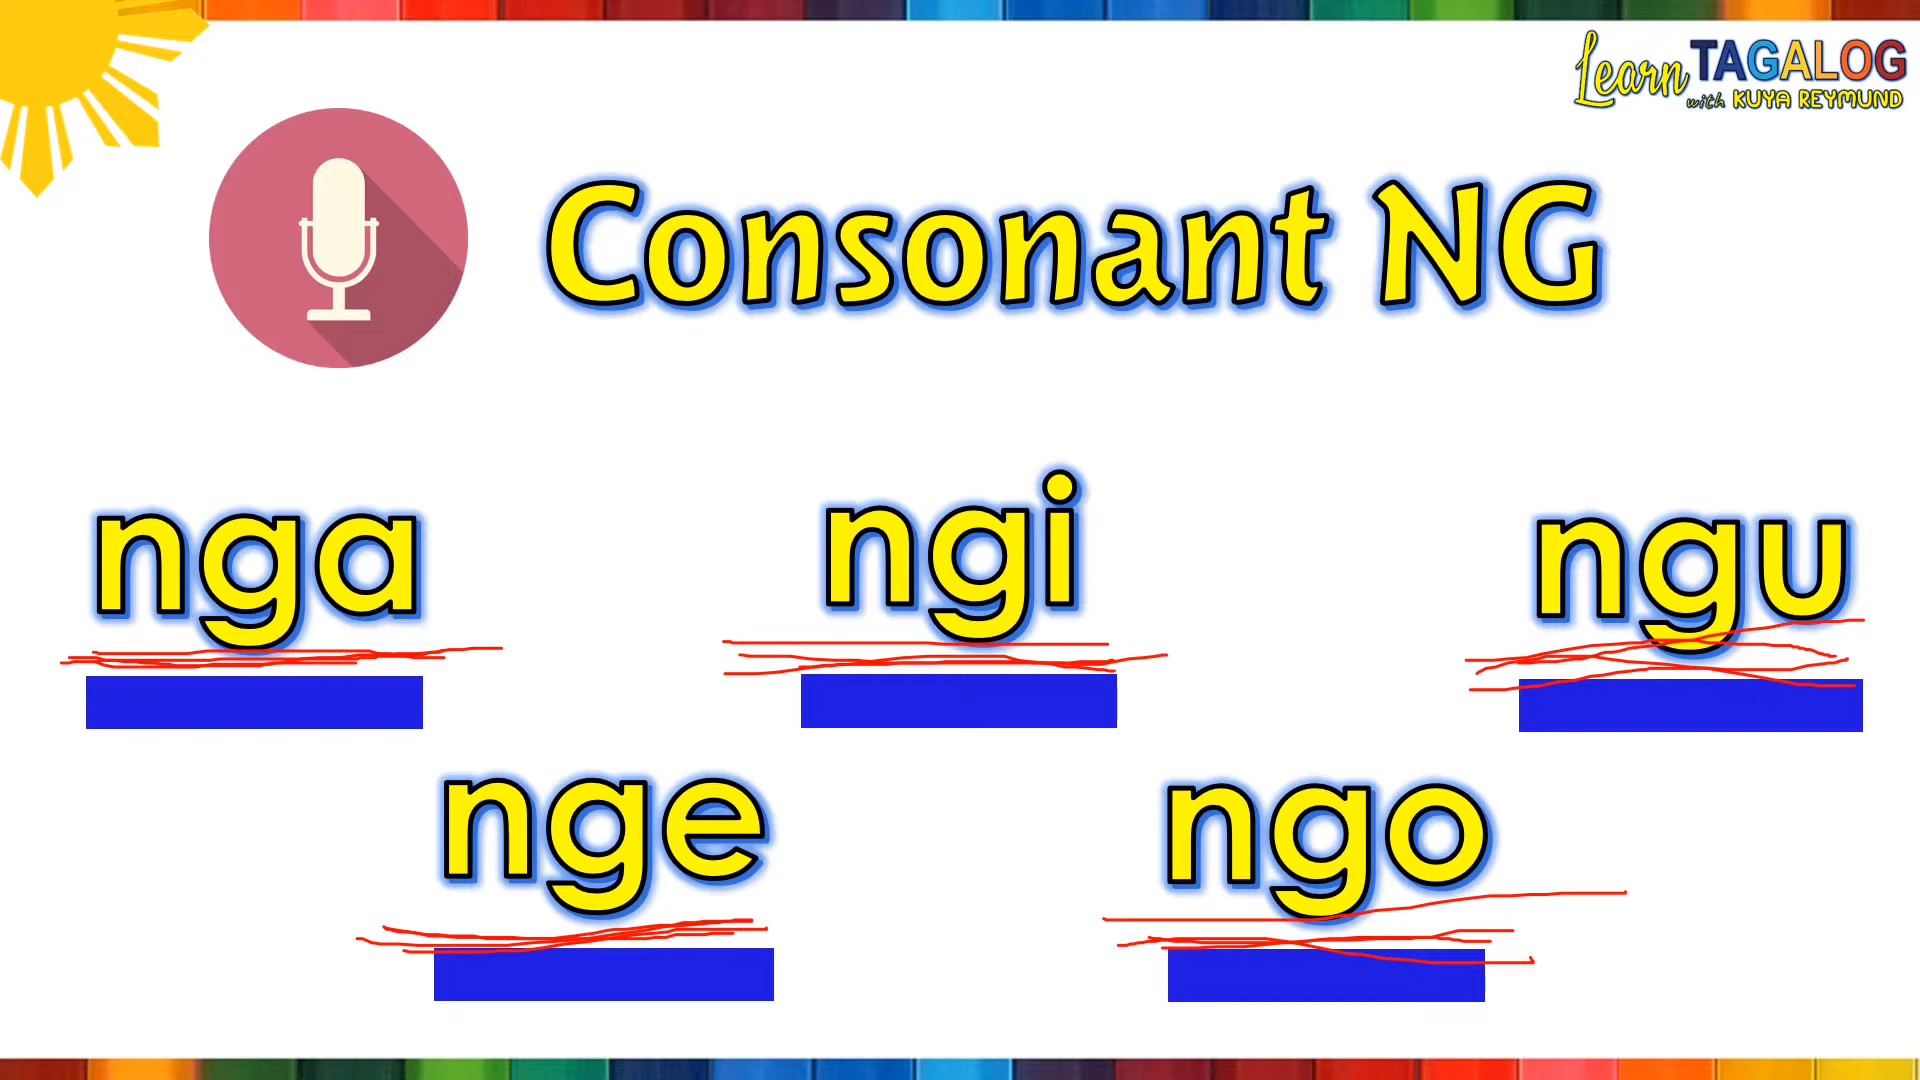 Learn TAGALOG
with KUYA REYMUND
Consonant NG
nga
ngi
ngu
nge
ngo